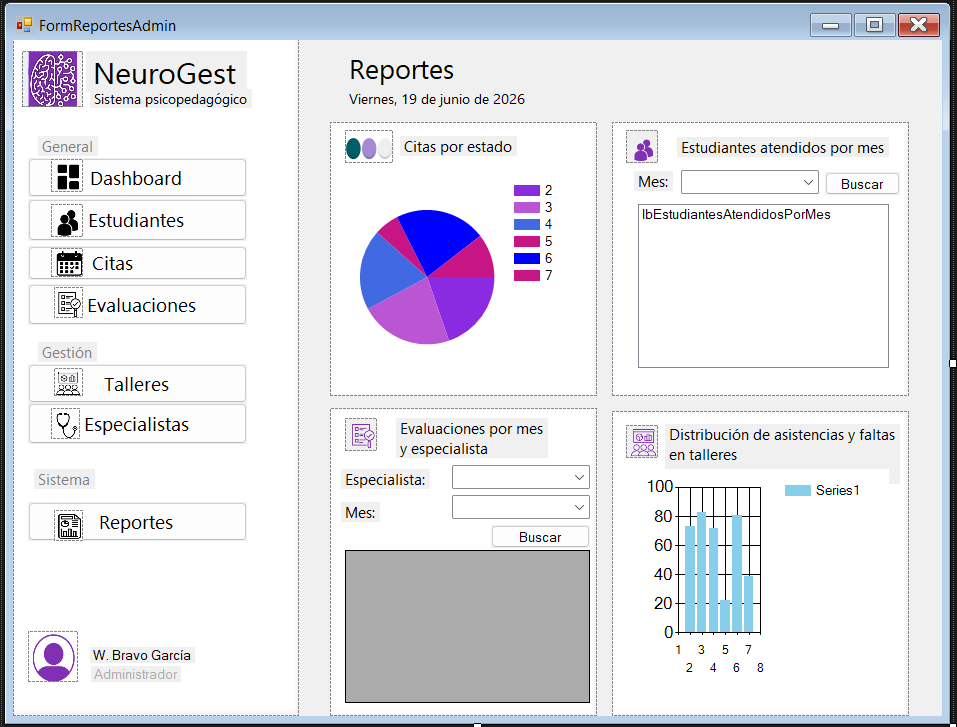 FormReportesAdmin
NeuroGest
Sistema psicopedagógico
General
Dashboard
Estudiantes
Citas
Evaluaciones
Gestión
Talleres
Especialistas
Sistema
Reportes
W. Bravo García
Administrador
Reportes
Viernes, 19 de junio de 2026
Citas por estado
2
3
4
5
6
7
Estudiantes atendidos por mes
Mes:
Buscar
lbEstudiantesAtendidosPorMes
Evaluaciones por mes
y especialista
Especialista:
Mes:
Buscar
Distribución de asistencias y faltas
en talleres
100
80
60
40
20
0
1 3 5 7
2 4 6 8
Series1